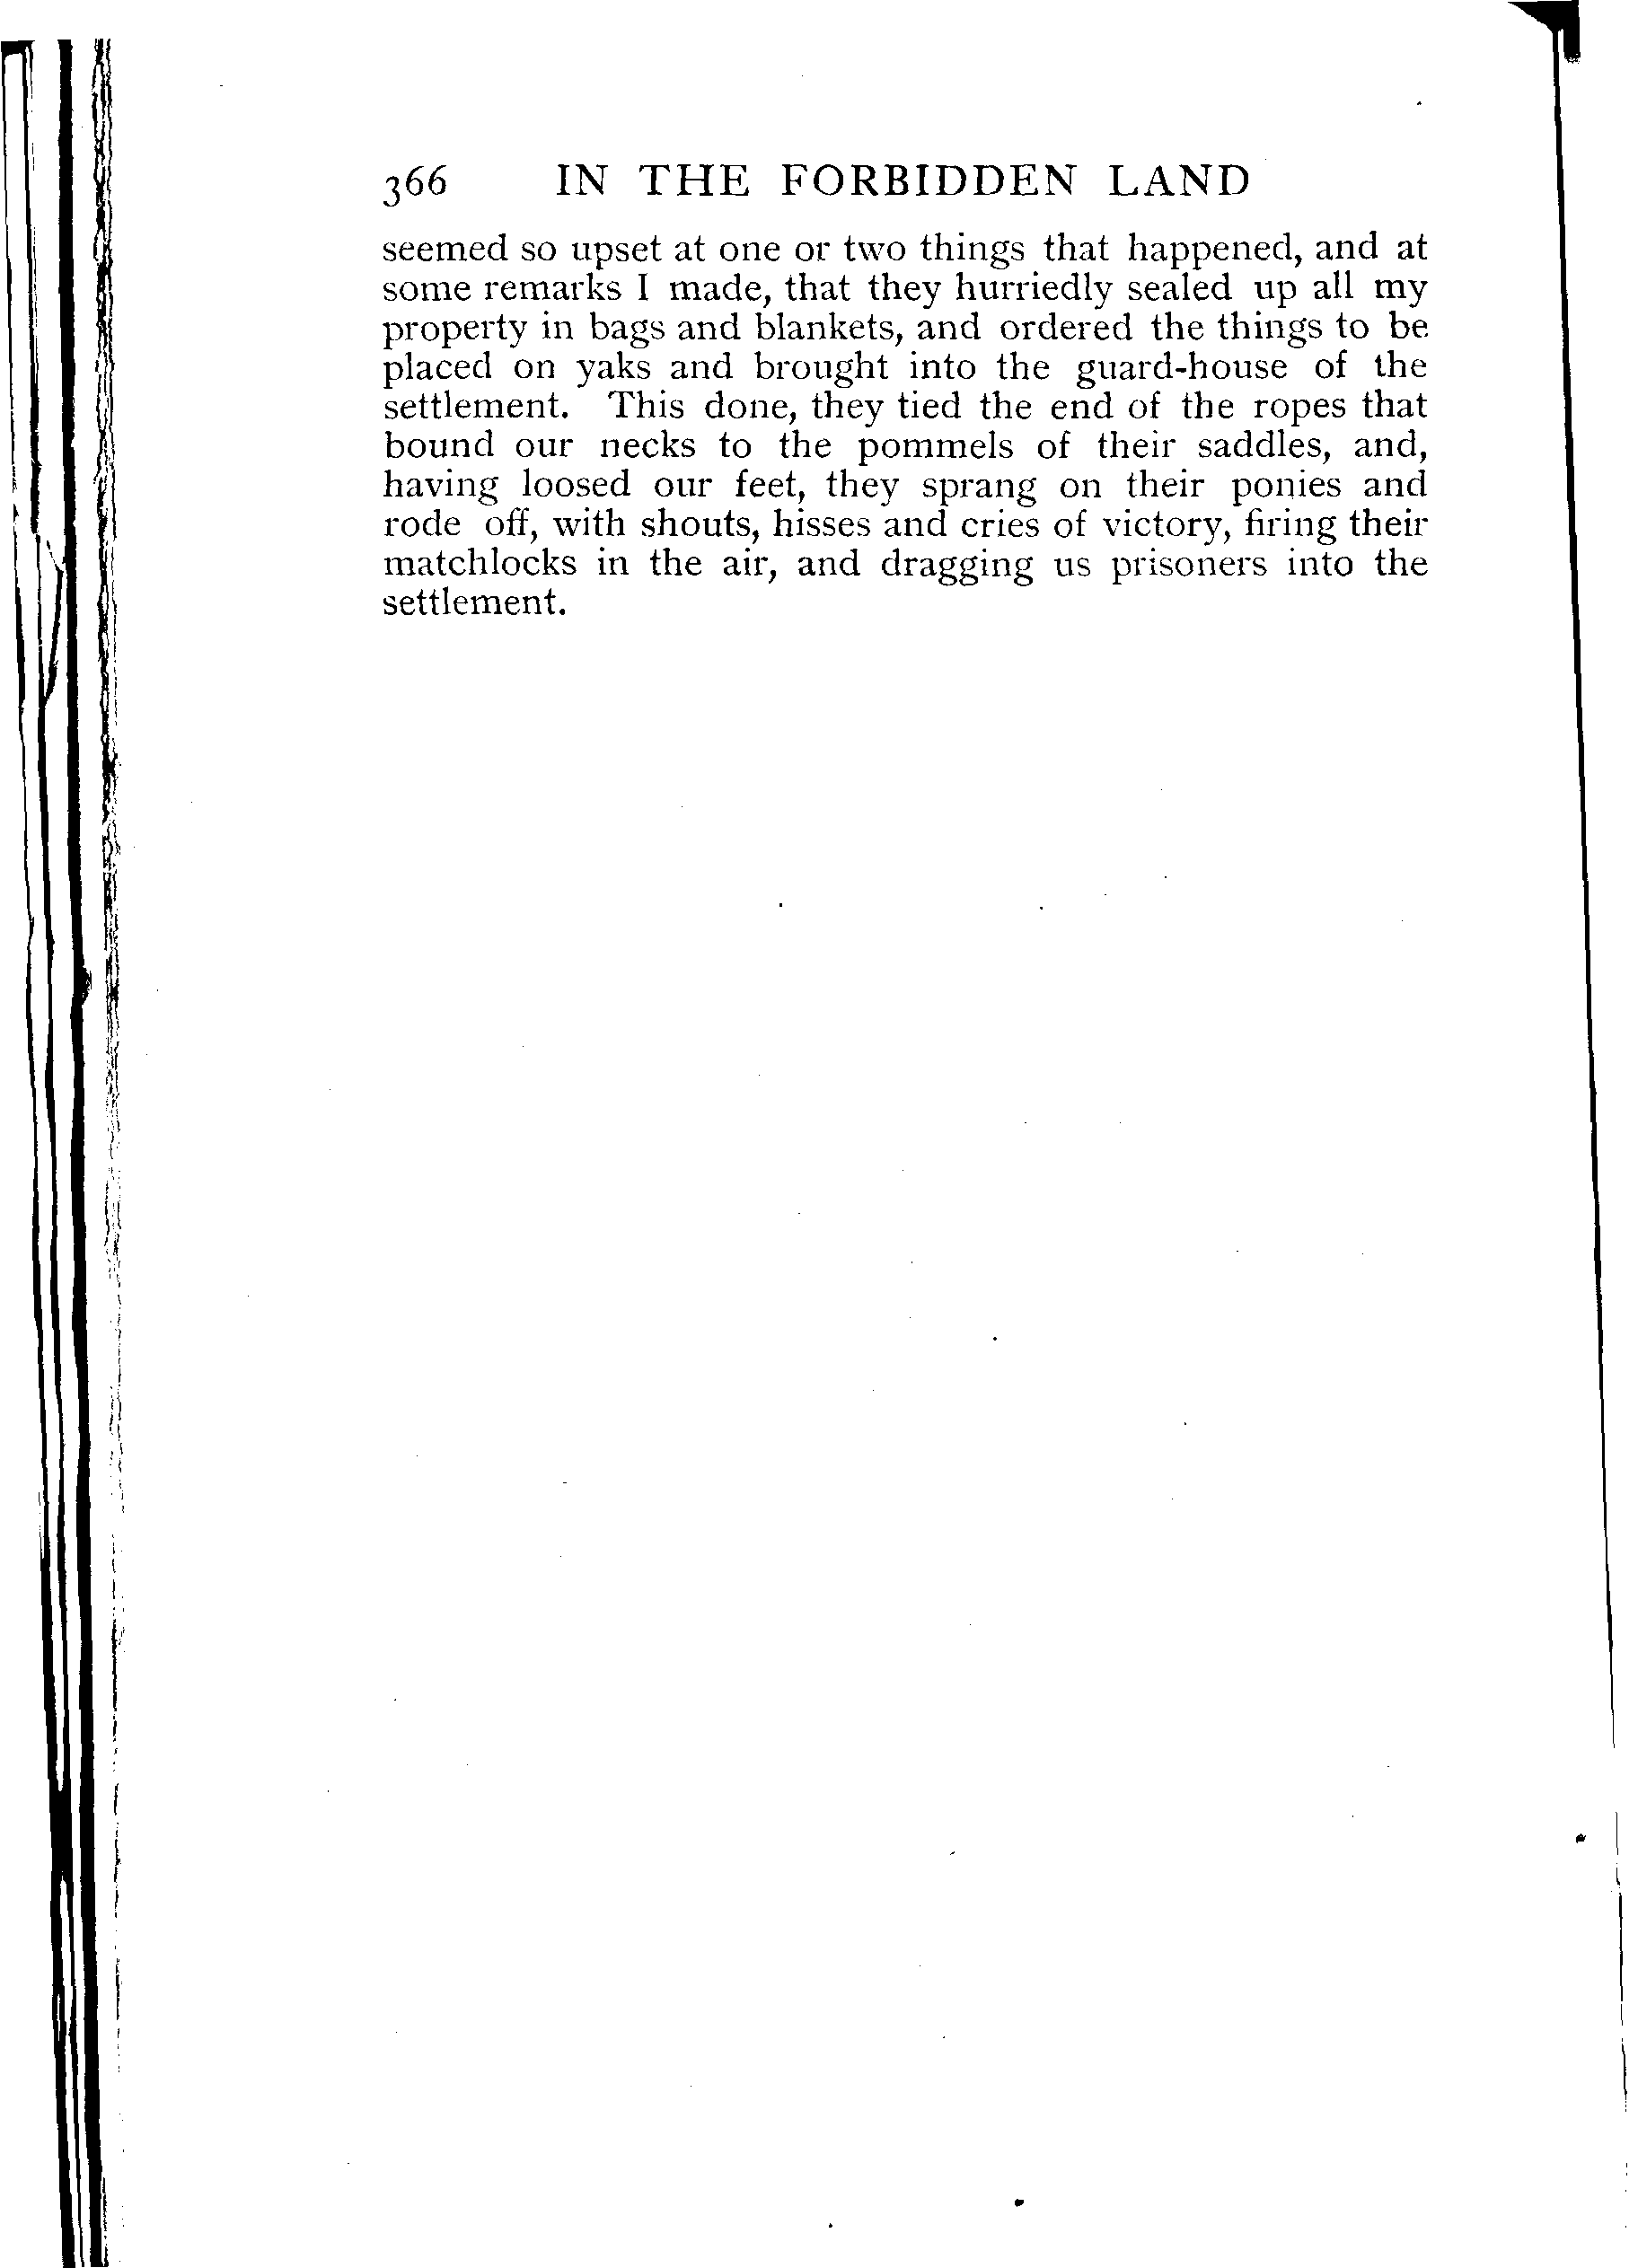 366 IN THE FORBIDDEN LAND
seemed so upset at one or two things that happened, and at
some remarks I made, that they hurriedly sealed up all my
property in bags and blankets, and ordered the things to be
placed on yaks and brought into the guard-house of the
settlement. This done, they tied the end of the ropes that
bound our necks to the pommels of their saddles, and,
having loosed our feet, they sprang on their ponies and
rode off, with shouts, hisses and cries of victory, firing their
matchlocks in the air, and dragging us prisoners into the
settlement.